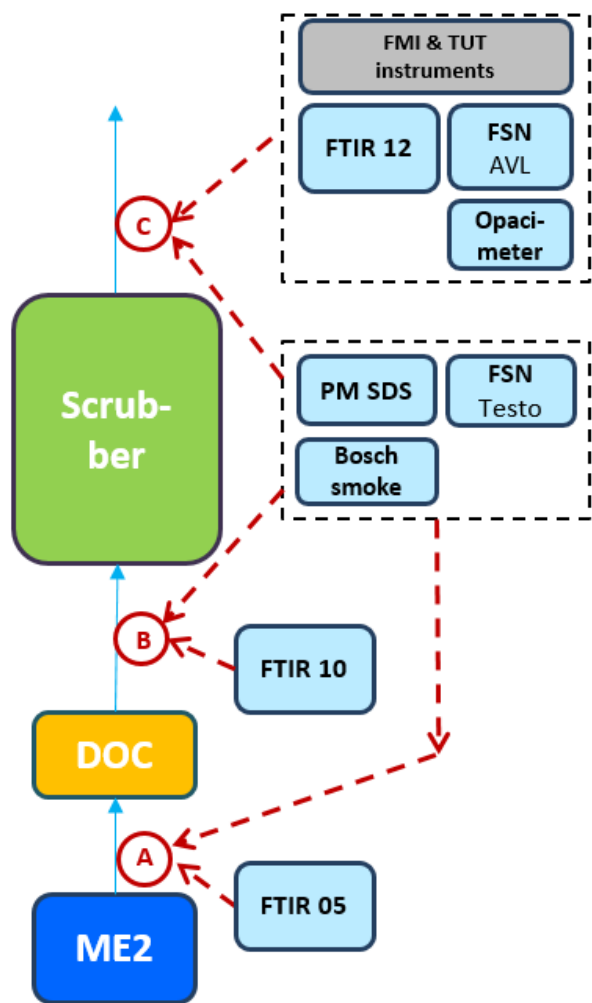 FMI & TUT
instruments
FTIR 12
FSN
AVL
Opaci-
meter
C
Scrub-
ber
PM SDS
FSN
Testo
Bosch
smoke
B
FTIR 10
DOC
A
FTIR 05
ME2